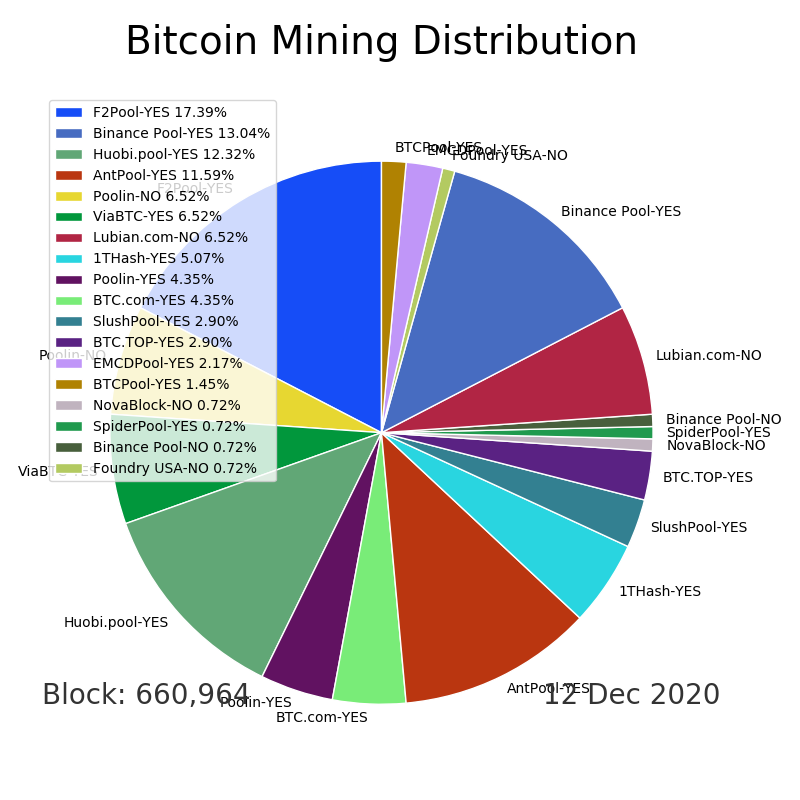 Bitcoin Mining Distribution
F2Pool-YES 17.39%
Binance Pool-YES 13.04%
Huobi.pool-YES 12.32%
AntPool-YES 11.59%
Poolin-NO 6.52%
ViaBTC-YES 6.52%
Lubian.com-NO 6.52%
1THash-YES 5.07%
Poolin-YES 4.35%
BTC.com-YES 4.35%
SlushPool-YES 2.90%
BTC.TOP-YES 2.90%
EMCDPool-YES 2.17%
BTCPool-YES 1.45%
NovaBlock-NO 0.72%
SpiderPool-YES 0.72%
Binance Pool-NO 0.72%
Foundry USA-NO 0.72%
BTCPool-YES
EMCDPool-YES
Foundry USA-NO
F2Pool-YES
Binance Pool-YES
Poolin-NO
Lubian.com-NO
Binance Pool-NO
SpiderPool-YES
NovaBlock-NO
ViaBTC-YES
BTC.TOP-YES
SlushPool-YES
1THash-YES
Huobi.pool-YES
AntPool-YES
Poolin-YES
BTC.com-YES
Block: 660,964
12 Dec 2020